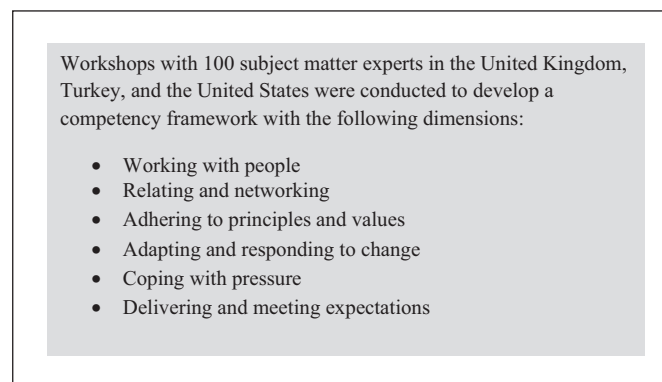 Workshops with 100 subject matter experts in the United Kingdom,
Turkey, and the United States were conducted to develop a
competency framework with the following dimensions:
• Working with people
• Relating and networking
• Adhering to principles and values
• Adapting and responding to change
• Coping with pressure
• Delivering and meeting expectations